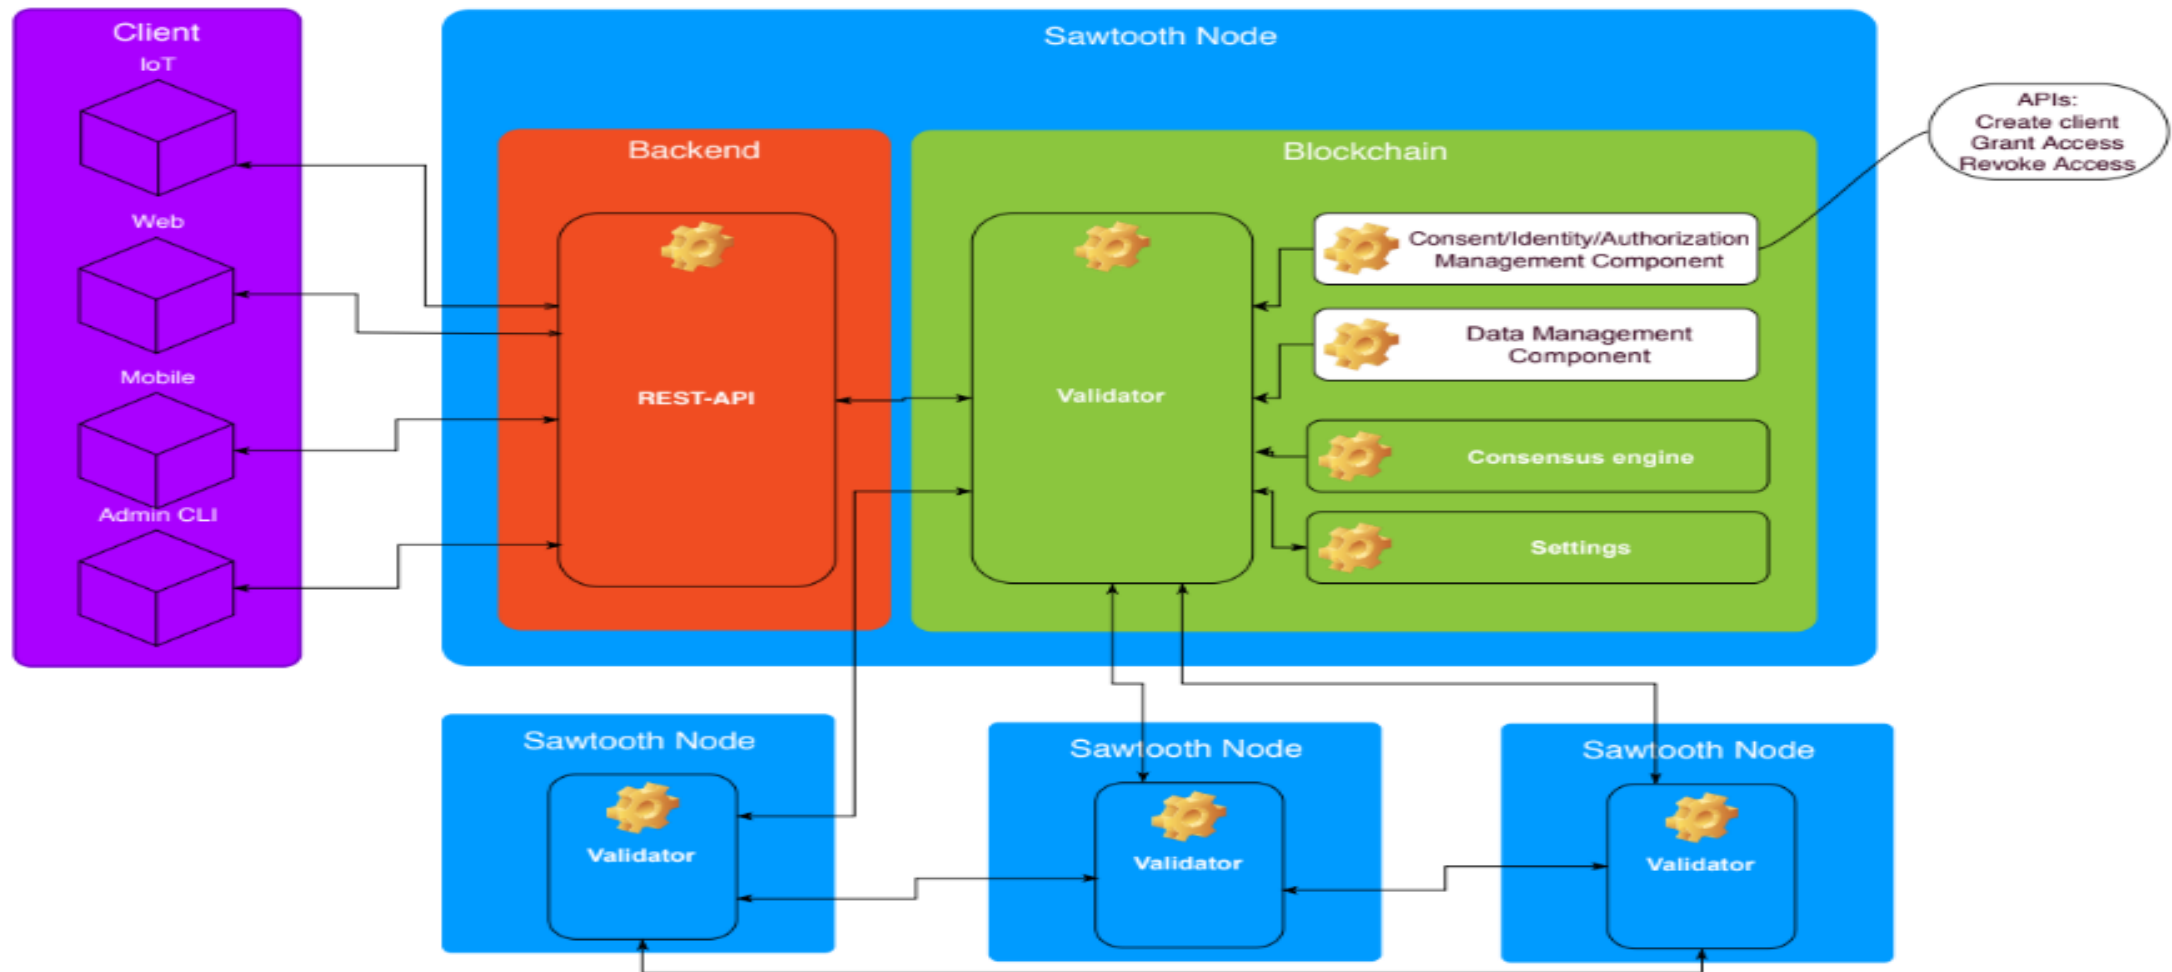 Client
IoT
Web
Mobile
Admin CLI
Sawtooth Node
Backend
REST-API
Blockchain
Validator
Consent/Identity/Authorization
Management Component
Data Management
Component
Consensus engine
Settings
APIs:
Create client
Grant Access
Revoke Access
Sawtooth Node
Validator
Sawtooth Node
Validator
Sawtooth Node
Validator